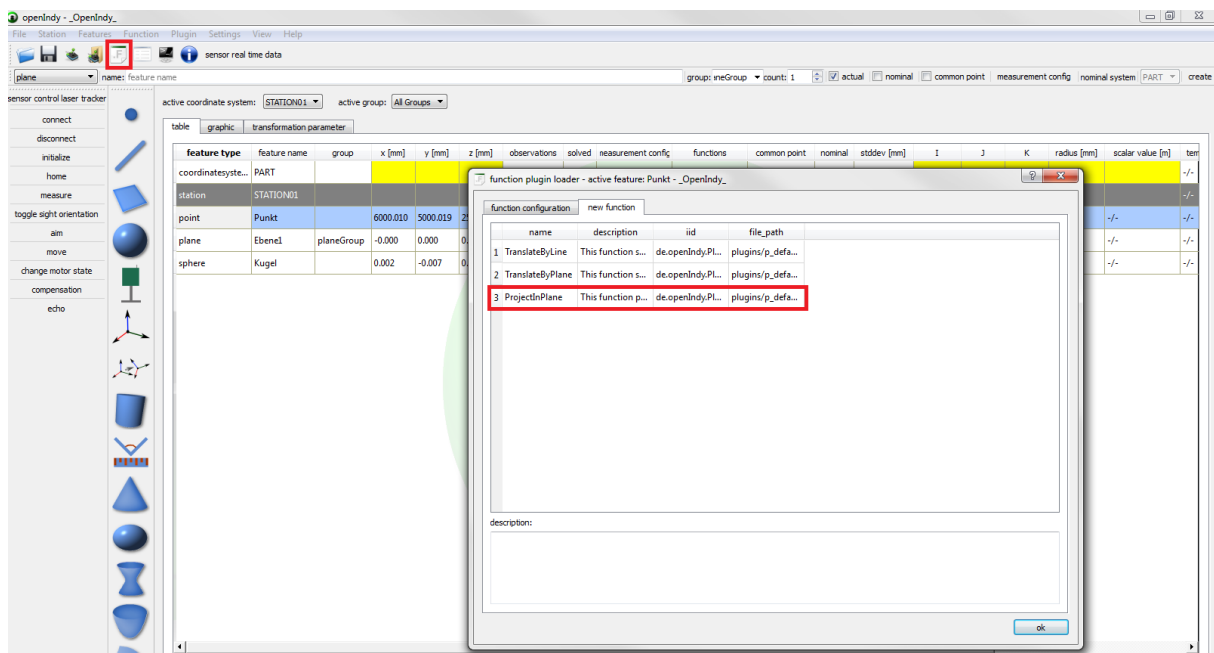 openIndy - _OpenIndy_
File Station Features Function Plugin Settings View Help
sensor real time data
plane name: feature name group: ineGroup count: 1 actual nominal common point measurement config nominal system PART create
sensor control laser tracker
connect
disconnect
initialize
home
measure
toggle sight orientation
aim
move
change motor state
compensation
echo
active coordinate system: STATION01 active group: All Groups
table graphic transformation parameter
feature type feature name group x [mm] y [mm] z [mm] observations solved neasurement config functions common point nominal stddev [mm] I J K radius [mm] scalar value [m] tem
coordinatesyste... PART -/-
station STATION01 -/-
point Punkt 6000.010 5000.019 25 -/- -/-
plane Ebene1 planeGroup -0.000 0.000 0. -/- -/-
sphere Kugel 0.002 -0.007 0. -/- -/-
function plugin loader - active feature: Punkt - _OpenIndy_
function configuration new function
name description iid file_path
1 TranslateByLine This function s... de.openIndy.Pl... plugins/p_defa...
2 TranslateByPlane This function s... de.openIndy.Pl... plugins/p_defa...
3 ProjectInPlane This function p... de.openIndy.Pl... plugins/p_defa...
description:
ok